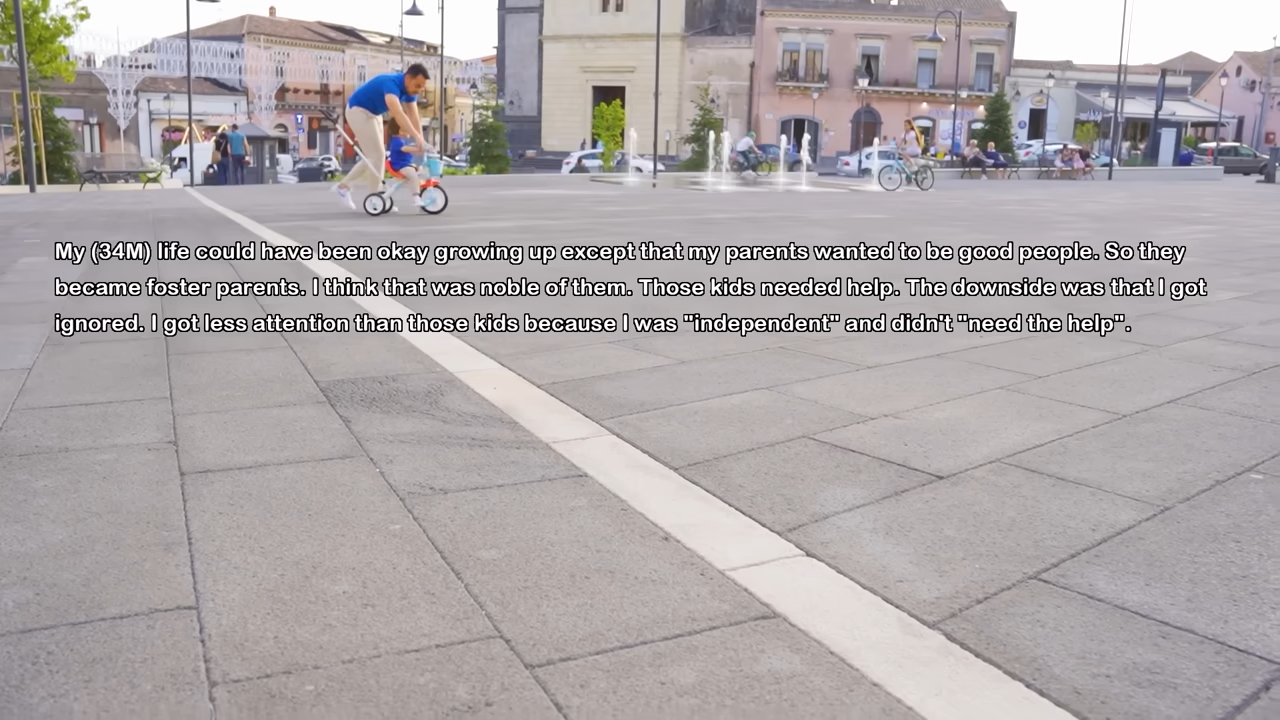 My (34M) life could have been okay growing up except that my parents wanted to be good people. So they
became foster parents. I think that was noble of them. Those kids needed help. The downside was that I got
ignored. I got less attention than those kids because I was "independent" and didn't "need the help".